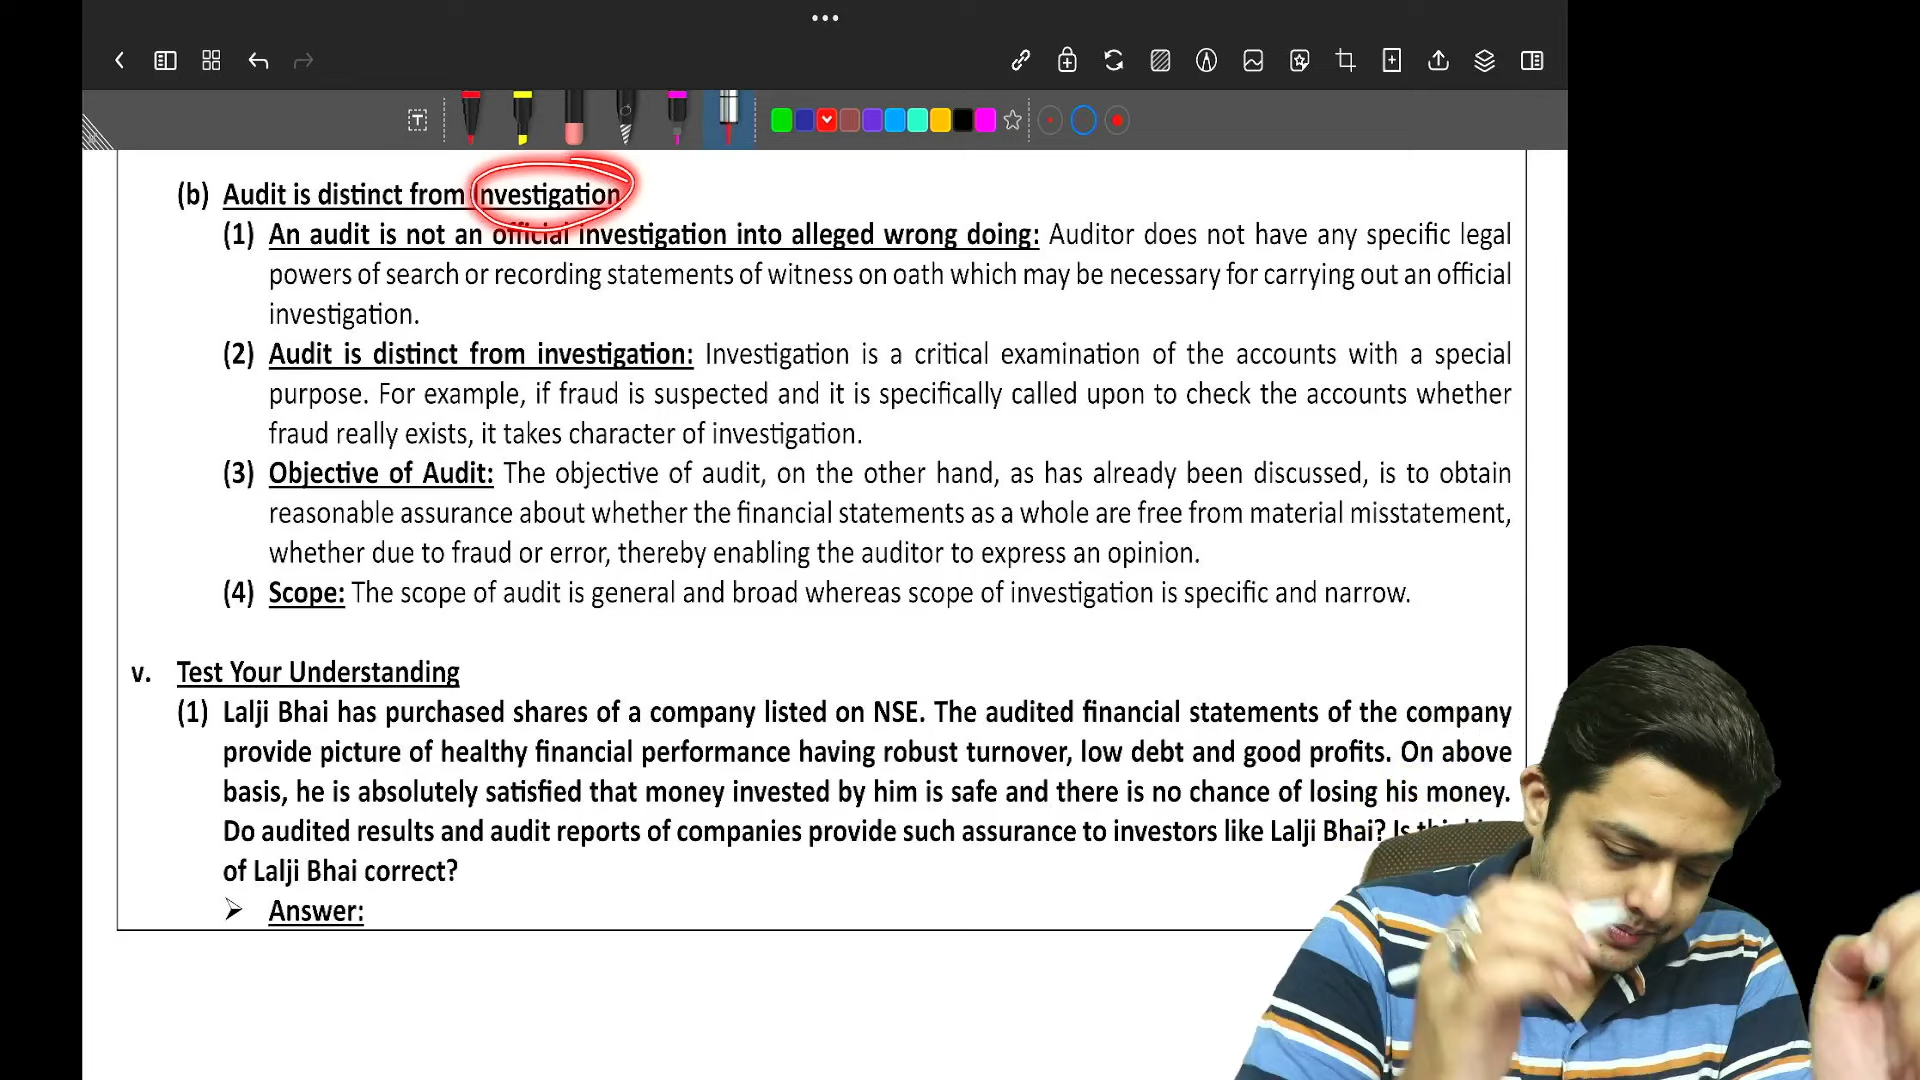 (b) Audit is distinct from Investigation
(1) An audit is not an official investigation into alleged wrong doing: Auditor does not have any specific legal
powers of search or recording statements of witness on oath which may be necessary for carrying out an official
investigation.
(2) Audit is distinct from investigation: Investigation is a critical examination of the accounts with a special
purpose. For example, if fraud is suspected and it is specifically called upon to check the accounts whether
fraud really exists, it takes character of investigation.
(3) Objective of Audit: The objective of audit, on the other hand, as has already been discussed, is to obtain
reasonable assurance about whether the financial statements as a whole are free from material misstatement,
whether due to fraud or error, thereby enabling the auditor to express an opinion.
(4) Scope: The scope of audit is general and broad whereas scope of investigation is specific and narrow.
v. Test Your Understanding
(1) Lalji Bhai has purchased shares of a company listed on NSE. The audited financial statements of the company
provide picture of healthy financial performance having robust turnover, low debt and good profits. On above
basis, he is absolutely satisfied that money invested by him is safe and there is no chance of losing his money.
Do audited results and audit reports of companies provide such assurance to investors like Lalji Bhai? Is
of Lalji Bhai correct?
➢ Answer: